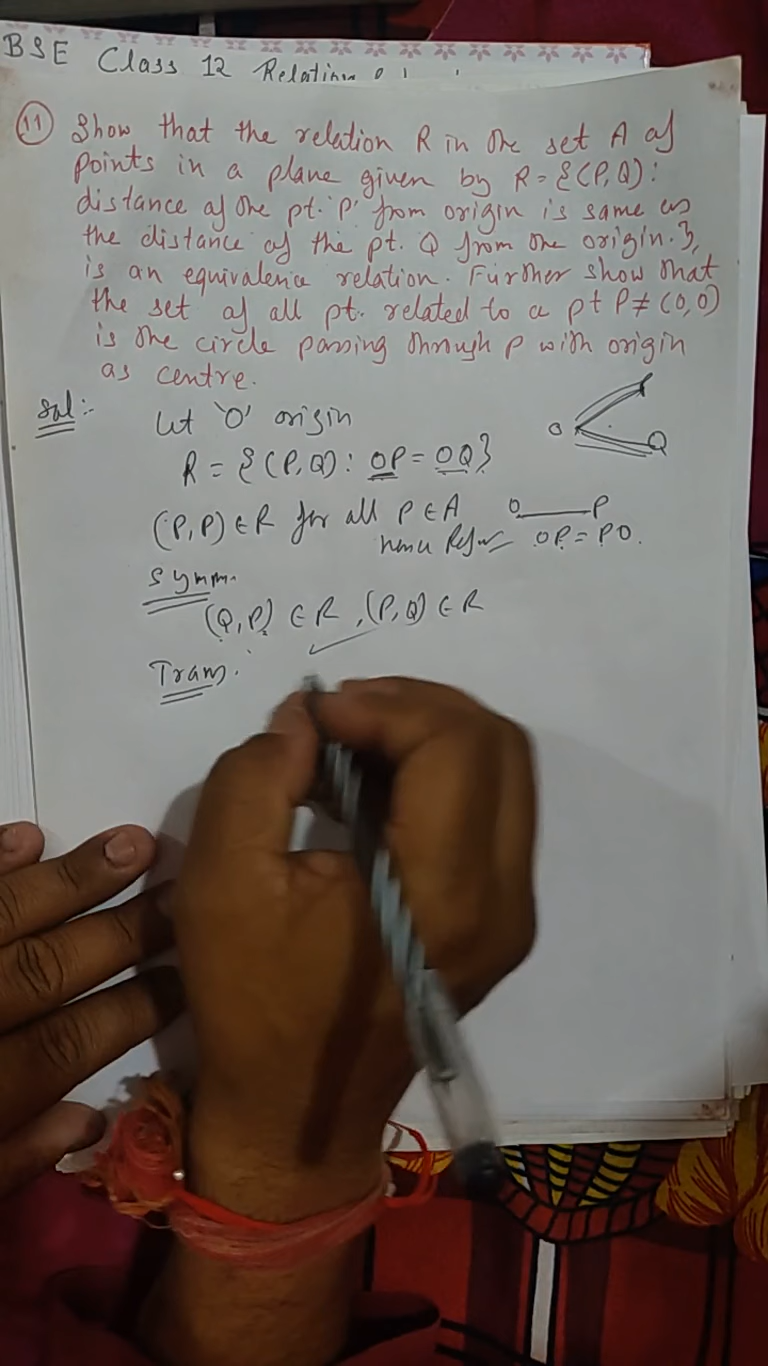 BSE Class 12 Relation
11 Show that the relation R in the set A of
points in a plane given by R = {(P,Q):
distance of the pt. 'P' from origin is same as
the distance of the pt. Q from the origin.},
is an equivalence relation. Further show that
the set of all pt. related to a pt P ≠ (0,0)
is the circle passing through P with origin
as centre.
Sol:- Let 'O' origin
O Q
R = {(P,Q): OP = OQ}
(P,P) ∈ R for all P ∈ A O P
hence Ref OP = PO.
Symm.
(Q,P) ∈ R, (P,Q) ∈ R
Trans.